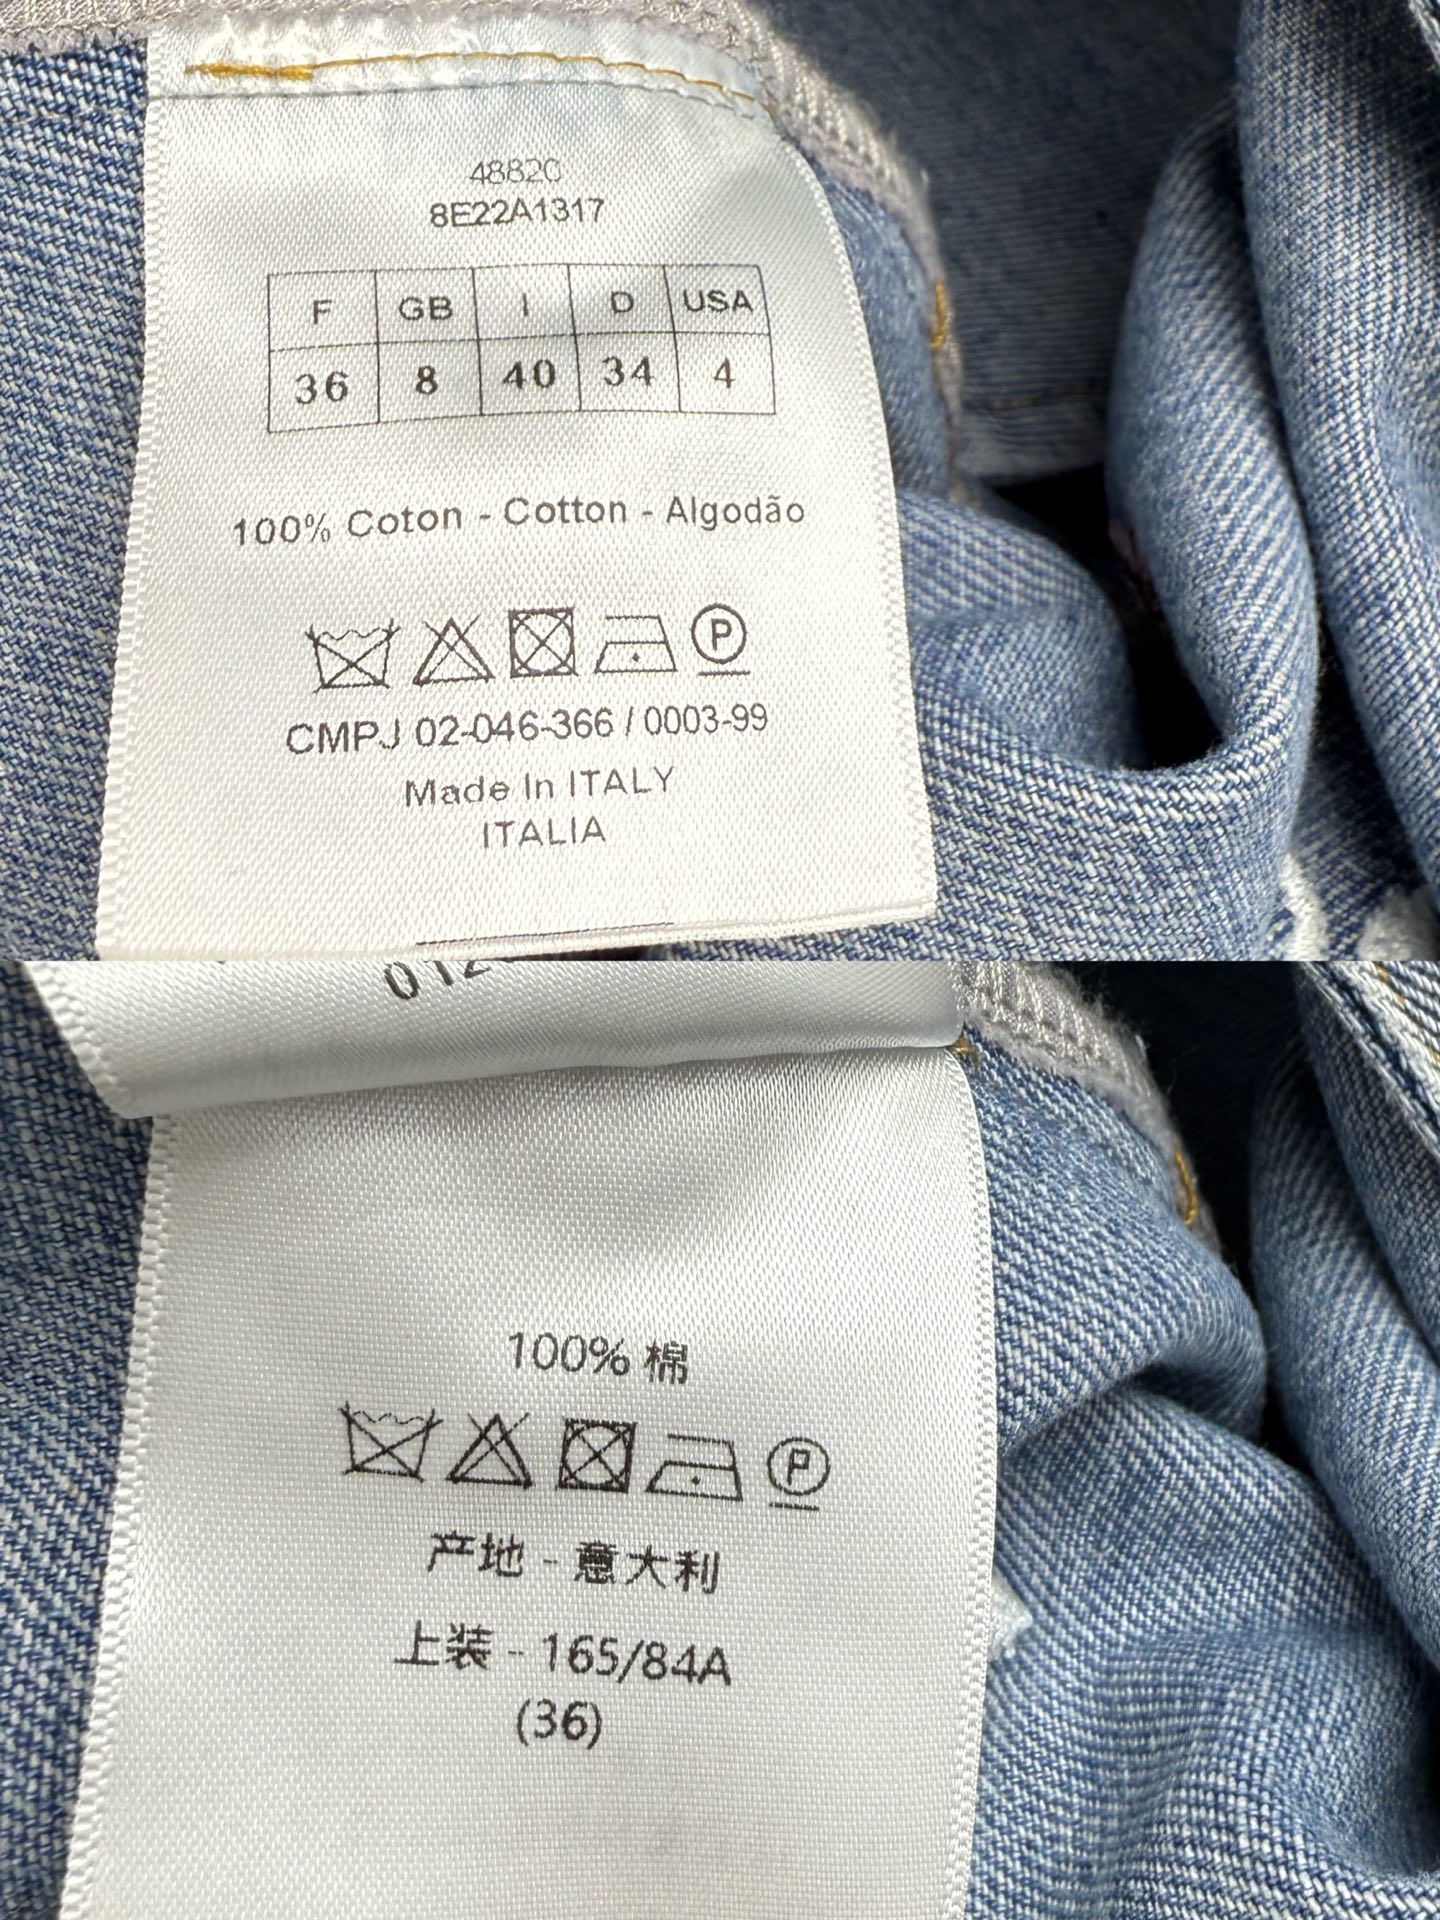 48820
8E22A1317
F GB I D USA
36 8 40 34 4
100% Coton - Cotton - Algodão
P
CMPJ 02-046-366 / 0003-99
Made In ITALY
ITALIA
100% 棉
P
产地 - 意大利
上装 - 165/84A
(36)